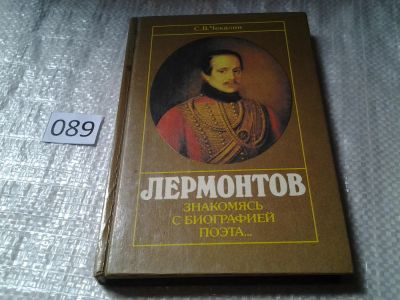 С.В.Чекалин
089
ЛЕРМОНТОВ
ЗНАКОМЯСЬ
С БИОГРАФИЕЙ
ПОЭТА...